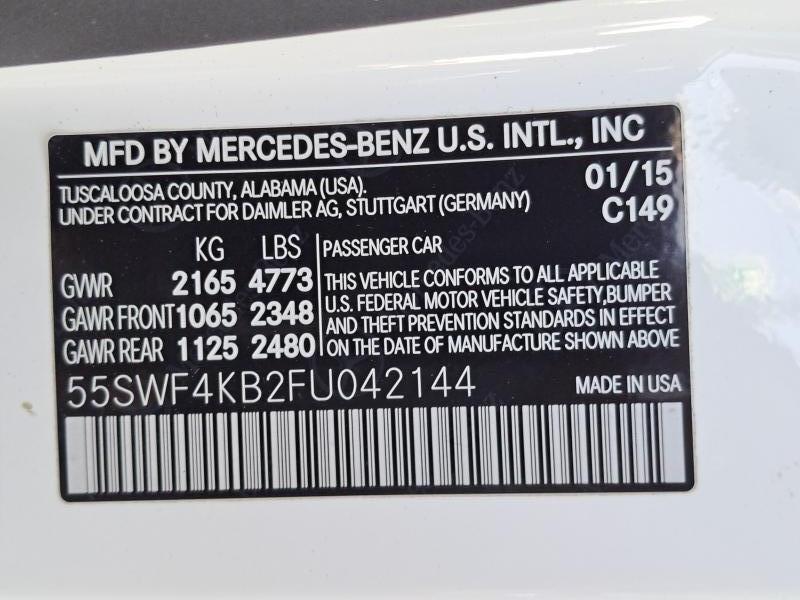 MFD BY MERCEDES-BENZ U.S. INTL., INC
TUSCALOOSA COUNTY, ALABAMA (USA). 01/15
UNDER CONTRACT FOR DAIMLER AG, STUTTGART (GERMANY) C149
KG LBS PASSENGER CAR
GVWR 2165 4773 THIS VEHICLE CONFORMS TO ALL APPLICABLE
U.S. FEDERAL MOTOR VEHICLE SAFETY,BUMPER
GAWR FRONT 1065 2348 AND THEFT PREVENTION STANDARDS IN EFFECT
GAWR REAR 1125 2480 ON THE DATE OF MANUFACTURE SHOWN ABOVE
55SWF4KB2FU042144 MADE IN USA